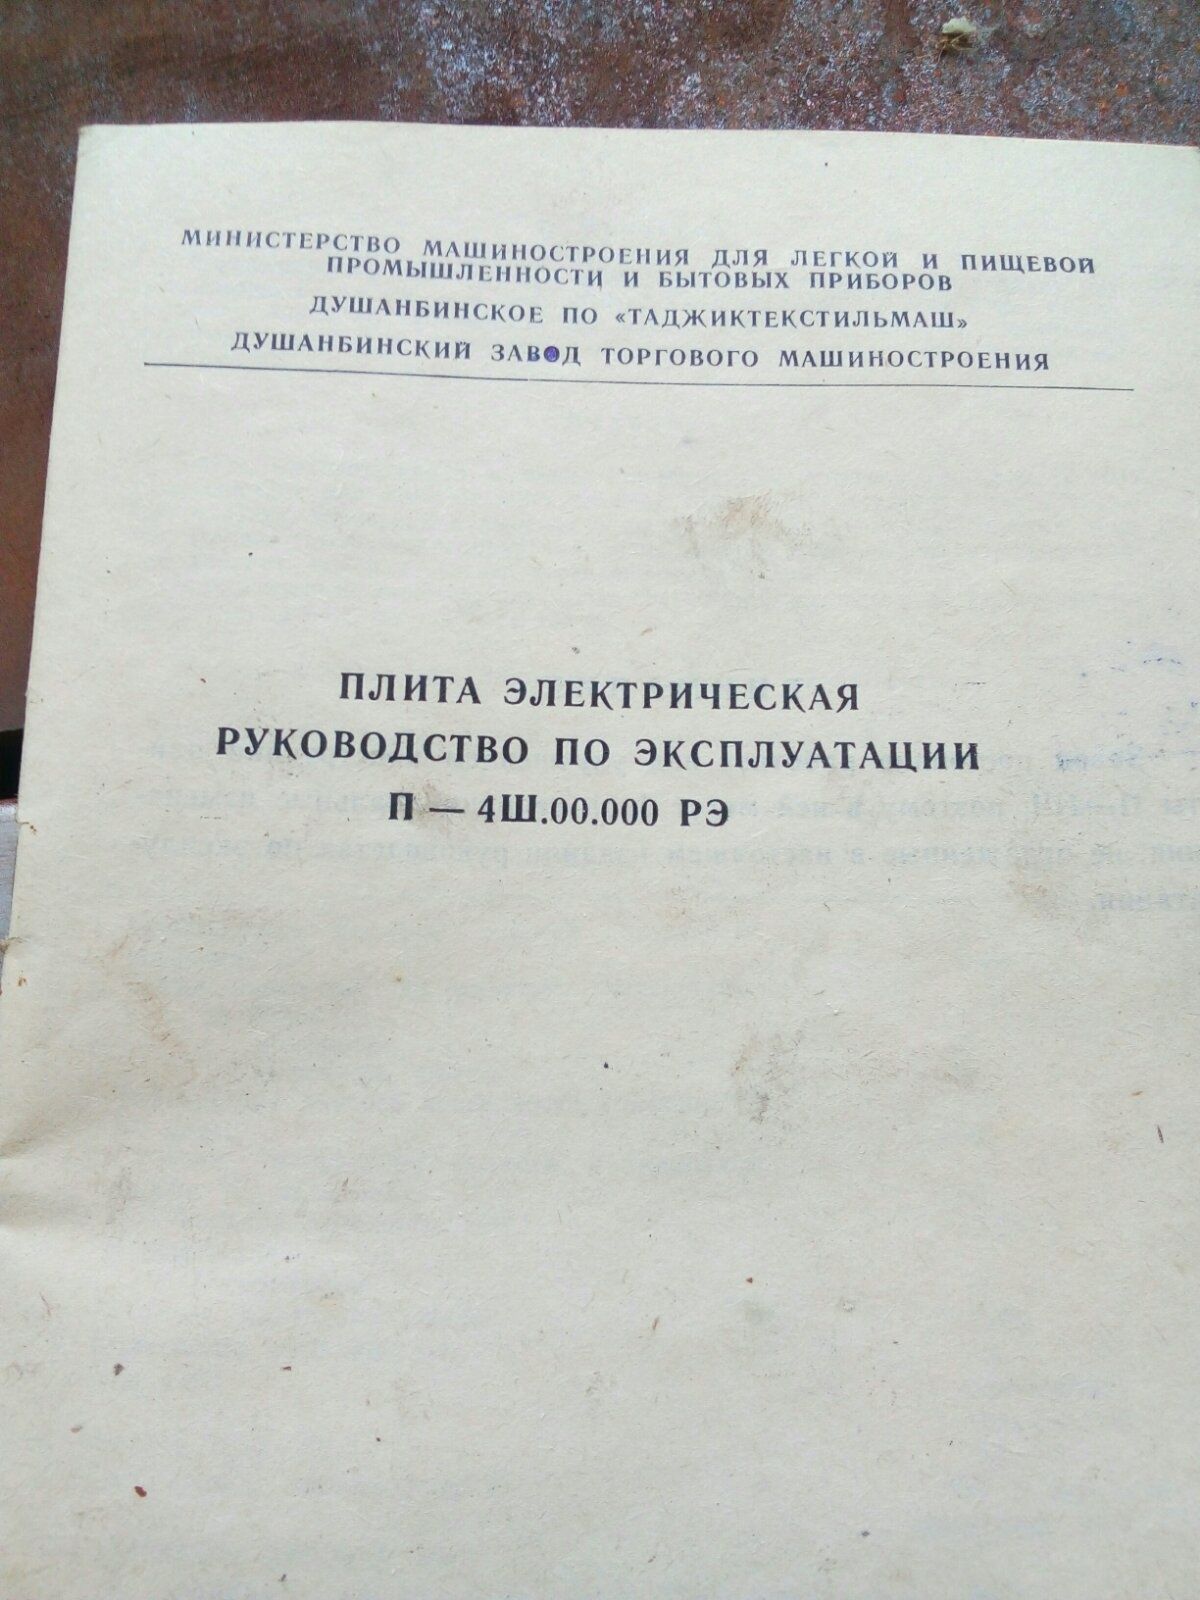 МИНИСТЕРСТВО МАШИНОСТРОЕНИЯ ДЛЯ ЛЕГКОЙ И ПИЩЕВОЙ
ПРОМЫШЛЕННОСТИ И БЫТОВЫХ ПРИБОРОВ
ДУШАНБИНСКОЕ ПО «ТАДЖИКТЕКСТИЛЬМАШ»
ДУШАНБИНСКИЙ ЗАВОД ТОРГОВОГО МАШИНОСТРОЕНИЯ
ПЛИТА ЭЛЕКТРИЧЕСКАЯ
РУКОВОДСТВО ПО ЭКСПЛУАТАЦИИ
П — 4Ш.00.000 РЭ